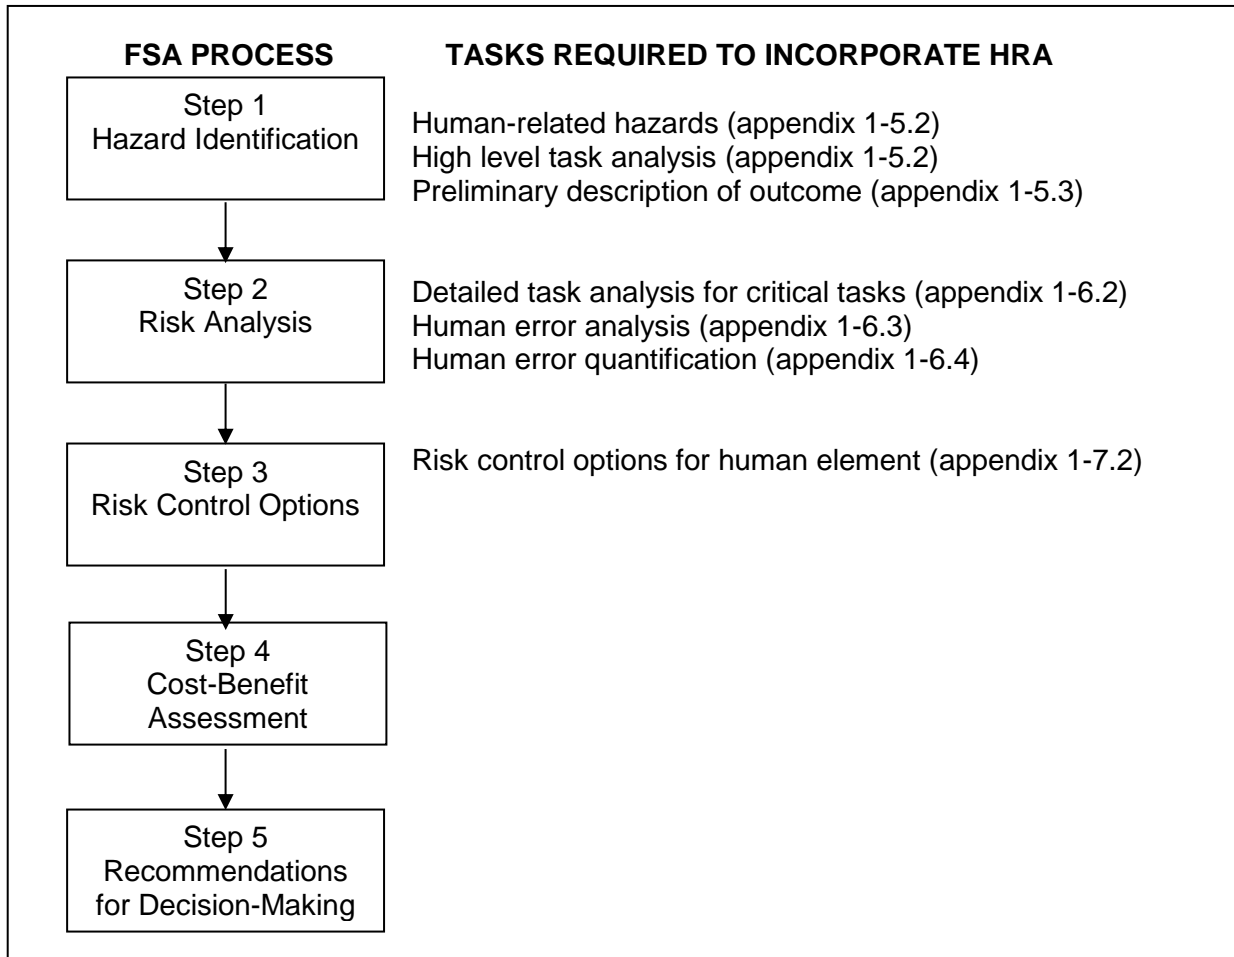 FSA PROCESS
TASKS REQUIRED TO INCORPORATE HRA
Step 1
Hazard Identification
Human-related hazards (appendix 1-5.2)
High level task analysis (appendix 1-5.2)
Preliminary description of outcome (appendix 1-5.3)
Step 2
Risk Analysis
Detailed task analysis for critical tasks (appendix 1-6.2)
Human error analysis (appendix 1-6.3)
Human error quantification (appendix 1-6.4)
Step 3
Risk Control Options
Risk control options for human element (appendix 1-7.2)
Step 4
Cost-Benefit
Assessment
Step 5
Recommendations
for Decision-Making